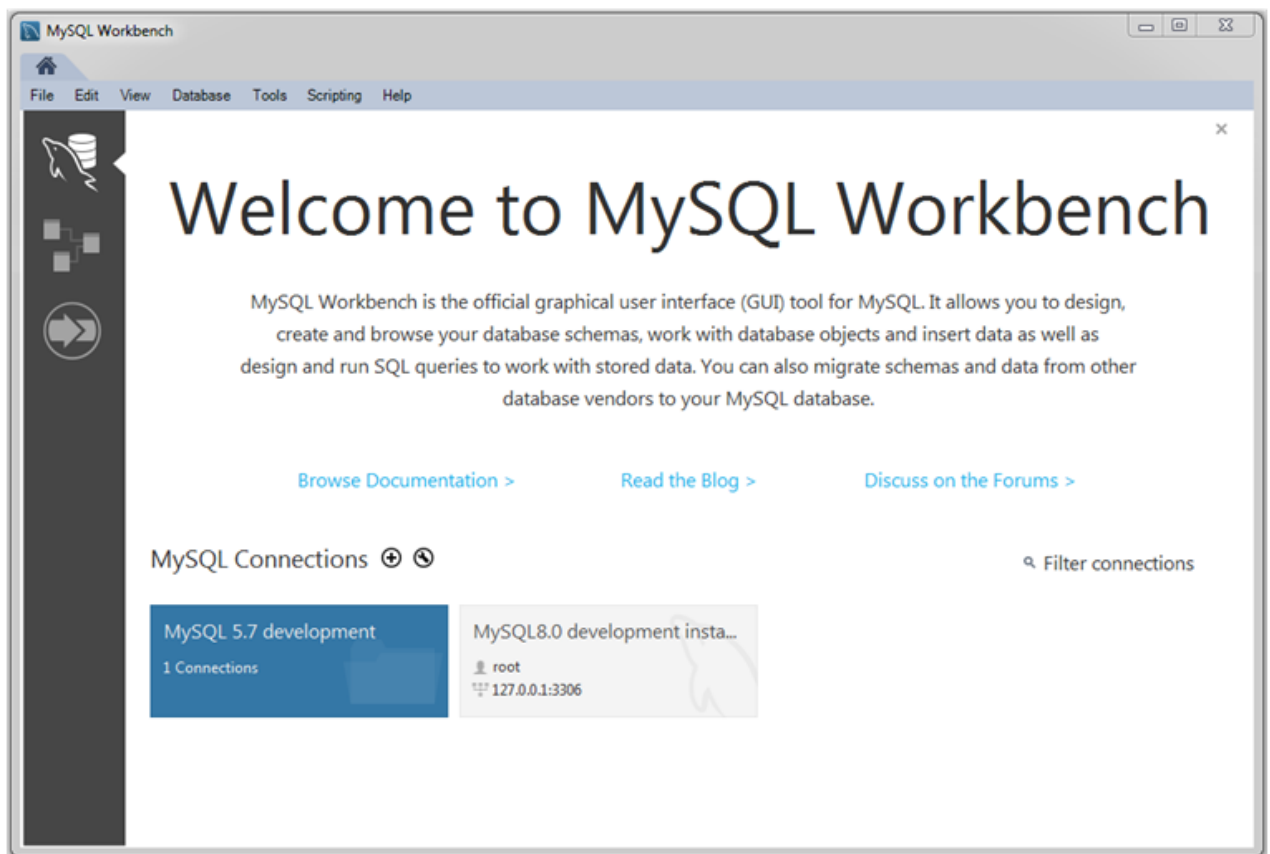 MySQL Workbench
File Edit View Database Tools Scripting Help
Welcome to MySQL Workbench
MySQL Workbench is the official graphical user interface (GUI) tool for MySQL. It allows you to design,
create and browse your database schemas, work with database objects and insert data as well as
design and run SQL queries to work with stored data. You can also migrate schemas and data from other
database vendors to your MySQL database.
Browse Documentation > Read the Blog > Discuss on the Forums >
MySQL Connections Filter connections
MySQL 5.7 development
1 Connections
MySQL8.0 development insta...
root
127.0.0.1:3306